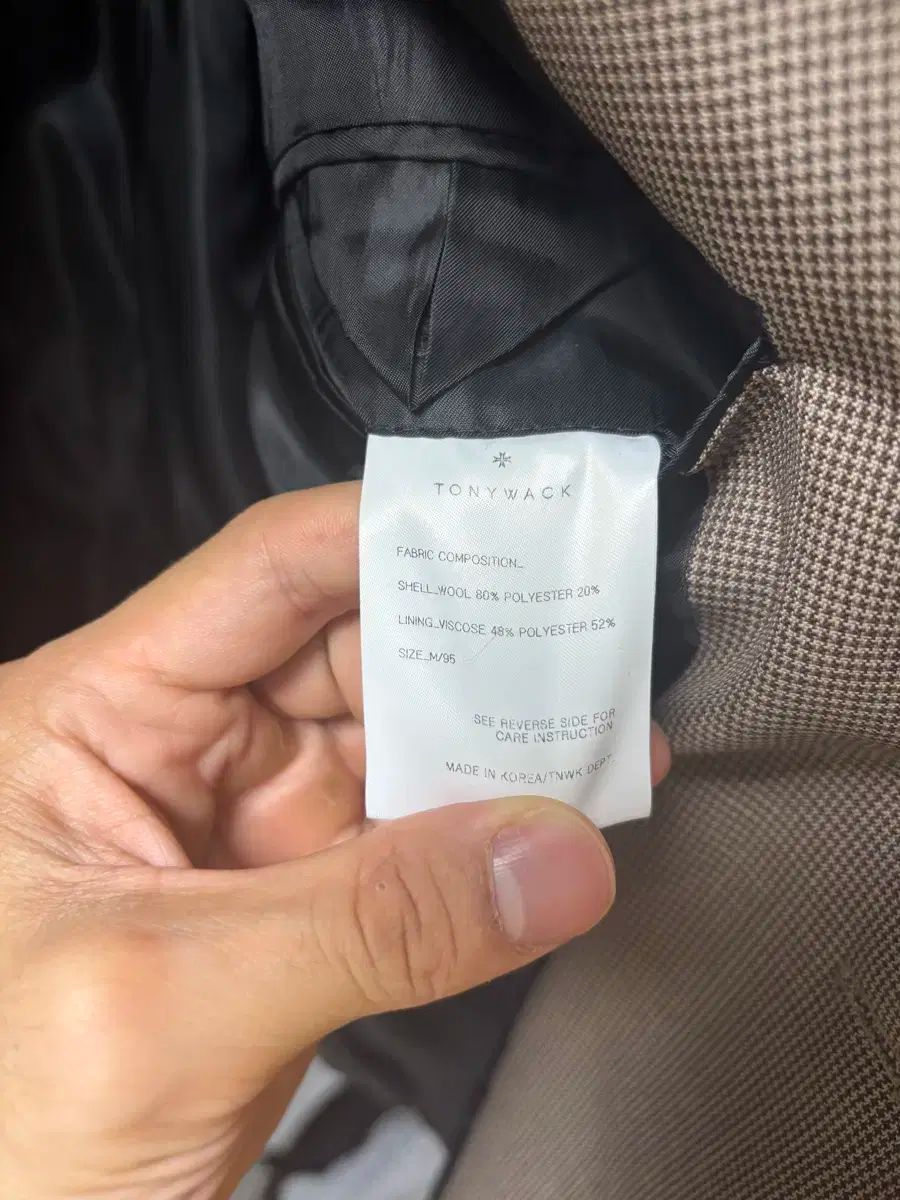 TONYWACK
FABRIC COMPOSITION_
SHELL_WOOL 80% POLYESTER 20%
LINING_VISCOSE 48% POLYESTER 52%
SIZE_M/95
SEE REVERSE SIDE FOR
CARE INSTRUCTION
MADE IN KOREA/TNWK DEPT.